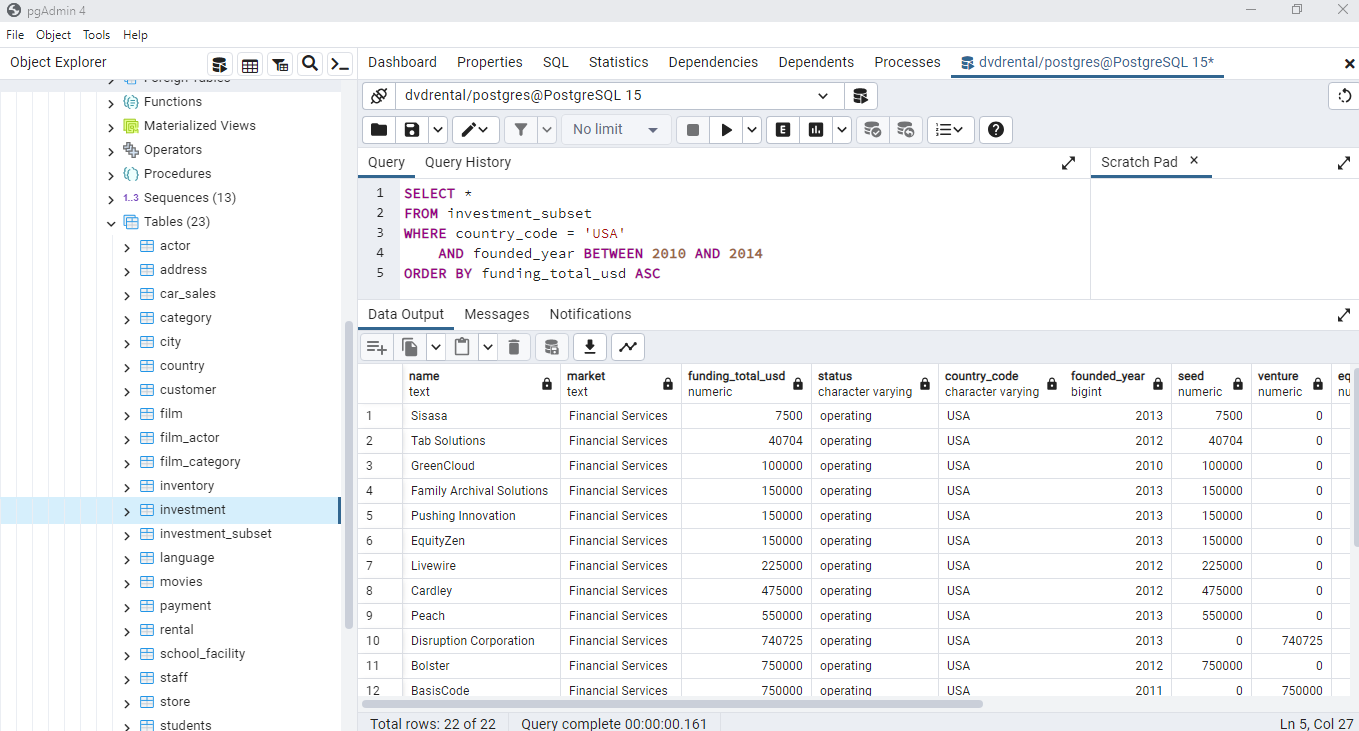 pgAdmin 4
File Object Tools Help
Object Explorer
Dashboard Properties SQL Statistics Dependencies Dependents Processes dvdrental/postgres@PostgreSQL 15*
Foreign Tables
Functions
Materialized Views
Operators
Procedures
1..3 Sequences (13)
Tables (23)
actor
address
car_sales
category
city
country
customer
film
film_actor
film_category
inventory
investment
investment_subset
language
movies
payment
rental
school_facility
staff
store
students
dvdrental/postgres@PostgreSQL 15
No limit
E
Query Query History
Scratch Pad
1 SELECT *
2 FROM investment_subset
3 WHERE country_code = 'USA'
4 AND founded_year BETWEEN 2010 AND 2014
5 ORDER BY funding_total_usd ASC
Data Output Messages Notifications
name market funding_total_usd status country_code founded_year seed venture eq
text text numeric character varying character varying bigint numeric numeric nu
1 Sisasa Financial Services 7500 operating USA 2013 7500 0
2 Tab Solutions Financial Services 40704 operating USA 2012 40704 0
3 GreenCloud Financial Services 100000 operating USA 2010 100000 0
4 Family Archival Solutions Financial Services 150000 operating USA 2013 150000 0
5 Pushing Innovation Financial Services 150000 operating USA 2013 150000 0
6 EquityZen Financial Services 150000 operating USA 2013 150000 0
7 Livewire Financial Services 225000 operating USA 2012 225000 0
8 Cardley Financial Services 475000 operating USA 2012 475000 0
9 Peach Financial Services 550000 operating USA 2013 550000 0
10 Disruption Corporation Financial Services 740725 operating USA 2013 0 740725
11 Bolster Financial Services 750000 operating USA 2012 750000 0
12 BasisCode Financial Services 750000 operating USA 2011 0 750000
Total rows: 22 of 22 Query complete 00:00:00.161 Ln 5, Col 27